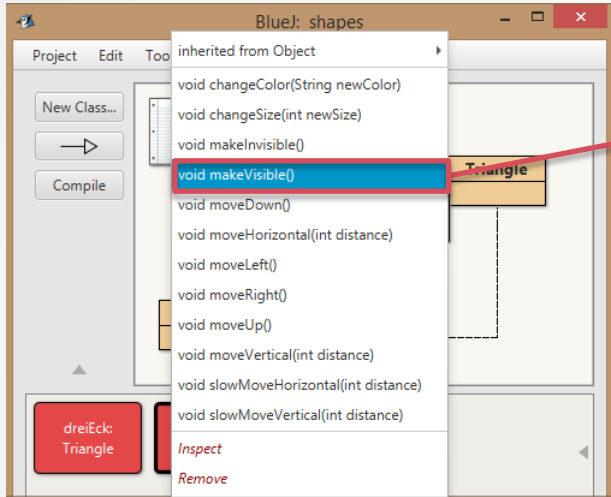 BlueJ: shapes
Project Edit Too
inherited from Object
void changeColor(String newColor)
void changeSize(int newSize)
void makeInvisible()
void makeVisible()
void moveDown()
void moveHorizontal(int distance)
void moveLeft()
void moveRight()
void moveUp()
void moveVertical(int distance)
void slowMoveHorizontal(int distance)
void slowMoveVertical(int distance)
Inspect
Remove
New Class...
Compile
Triangle
dreiEck:
Triangle